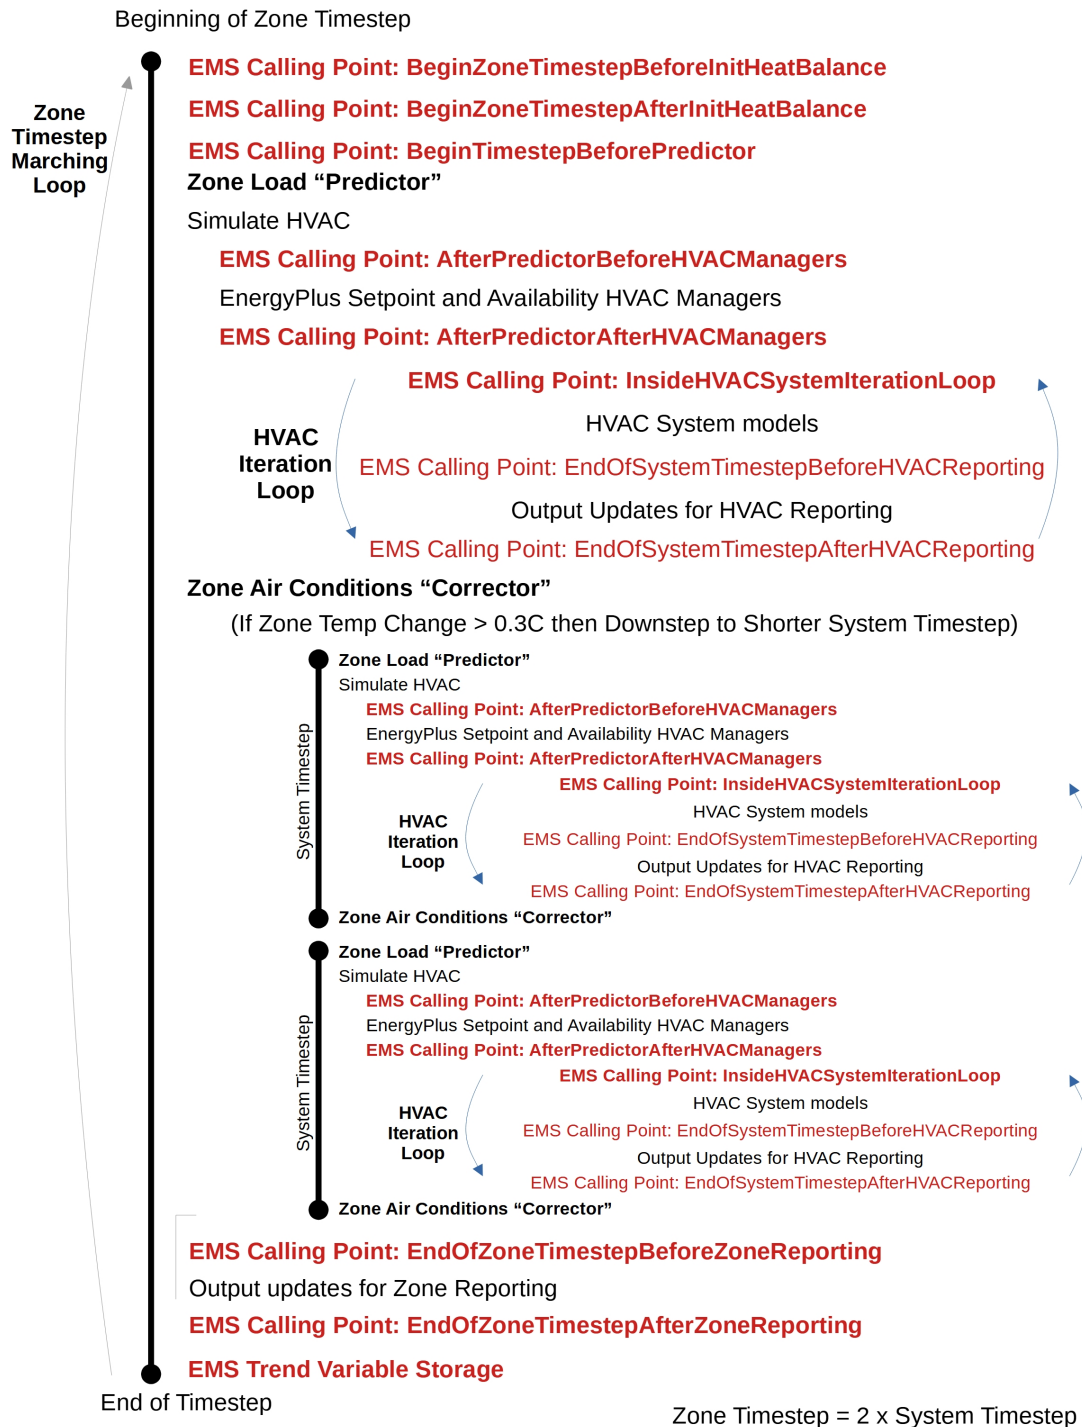 Beginning of Zone Timestep
EMS Calling Point: BeginZoneTimestepBeforeInitHeatBalance
Zone
Timestep
Marching
Loop
EMS Calling Point: BeginZoneTimestepAfterInitHeatBalance
EMS Calling Point: BeginTimestepBeforePredictor
Zone Load “Predictor”
Simulate HVAC
EMS Calling Point: AfterPredictorBeforeHVACManagers
EnergyPlus Setpoint and Availability HVAC Managers
EMS Calling Point: AfterPredictorAfterHVACManagers
EMS Calling Point: InsideHVACSystemIterationLoop
HVAC System models
HVAC
Iteration
Loop
EMS Calling Point: EndOfSystemTimestepBeforeHVACReporting
Output Updates for HVAC Reporting
EMS Calling Point: EndOfSystemTimestepAfterHVACReporting
Zone Air Conditions “Corrector”
(If Zone Temp Change > 0.3C then Downstep to Shorter System Timestep)
System Timestep
Zone Load “Predictor”
Simulate HVAC
EMS Calling Point: AfterPredictorBeforeHVACManagers
EnergyPlus Setpoint and Availability HVAC Managers
EMS Calling Point: AfterPredictorAfterHVACManagers
EMS Calling Point: InsideHVACSystemIterationLoop
HVAC System models
HVAC
Iteration
Loop
EMS Calling Point: EndOfSystemTimestepBeforeHVACReporting
Output Updates for HVAC Reporting
EMS Calling Point: EndOfSystemTimestepAfterHVACReporting
Zone Air Conditions “Corrector”
System Timestep
Zone Load “Predictor”
Simulate HVAC
EMS Calling Point: AfterPredictorBeforeHVACManagers
EnergyPlus Setpoint and Availability HVAC Managers
EMS Calling Point: AfterPredictorAfterHVACManagers
EMS Calling Point: InsideHVACSystemIterationLoop
HVAC System models
HVAC
Iteration
Loop
EMS Calling Point: EndOfSystemTimestepBeforeHVACReporting
Output Updates for HVAC Reporting
EMS Calling Point: EndOfSystemTimestepAfterHVACReporting
Zone Air Conditions “Corrector”
EMS Calling Point: EndOfZoneTimestepBeforeZoneReporting
Output updates for Zone Reporting
EMS Calling Point: EndOfZoneTimestepAfterZoneReporting
EMS Trend Variable Storage
End of Timestep
Zone Timestep = 2 x System Timestep